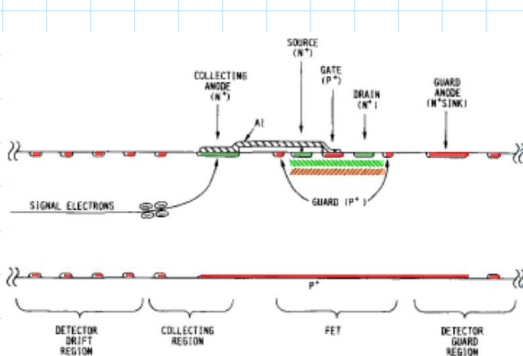 SOURCE
(N⁺)
COLLECTING
ANODE
(N⁺)
GATE
(P⁺)
DRAIN
(N⁺)
GUARD
ANODE
(N⁺SINK)
Al
SIGNAL ELECTRONS
GUARD (P⁺)
P⁺
DETECTOR
DRIFT
REGION
COLLECTING
REGION
FET
DETECTOR
GUARD
REGION